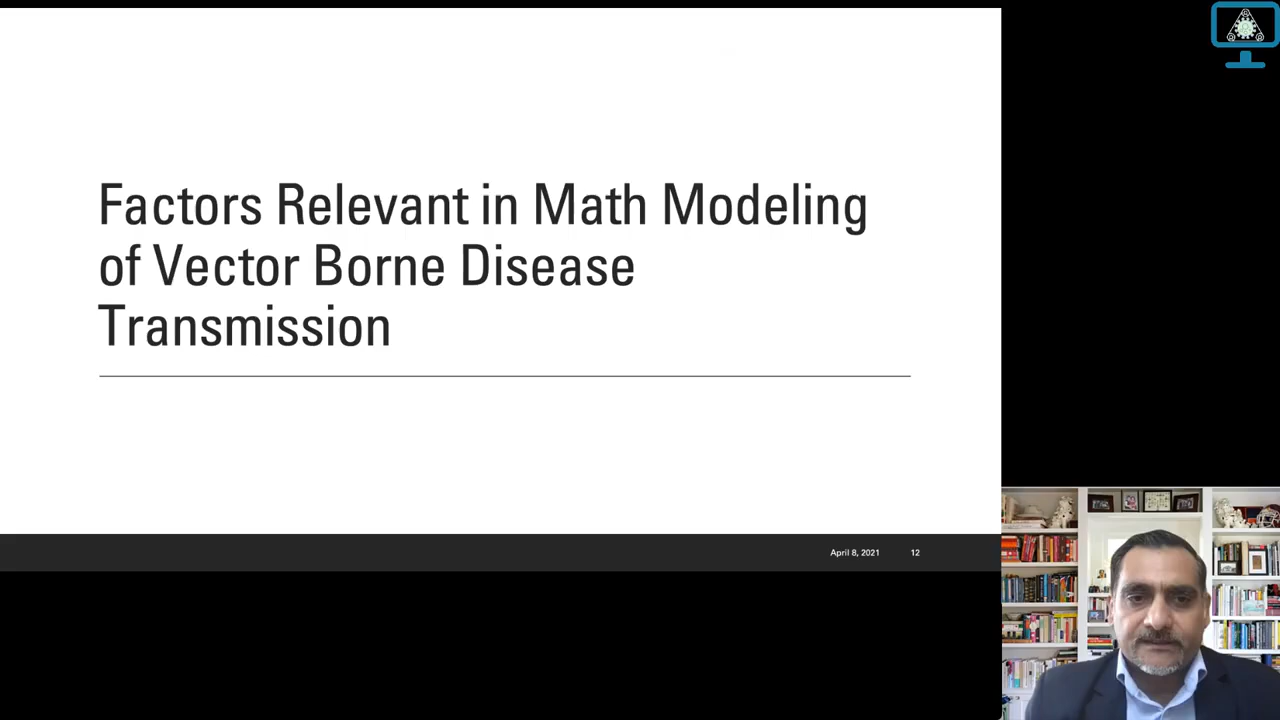 Factors Relevant in Math Modeling
of Vector Borne Disease
Transmission
April 8, 2021 12